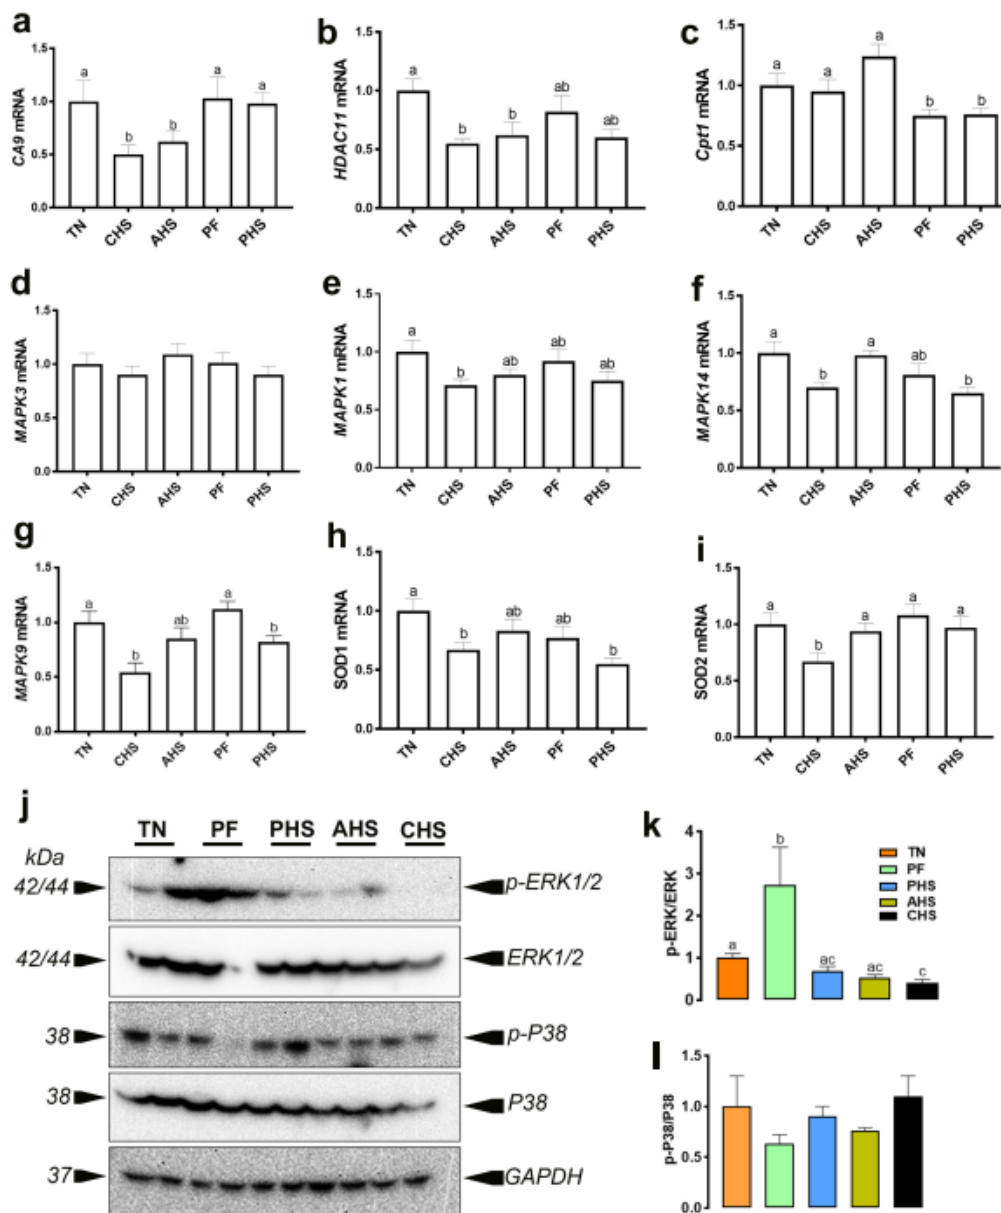 a
CA9 mRNA
1.5
1.0
0.5
0.0
a
b
b
a
a
TN
CHS
AHS
PF
PHS
b
HDAC11 mRNA
1.5
1.0
0.5
0.0
a
b
b
ab
ab
TN
CHS
AHS
PF
PHS
c
Cpt1 mRNA
1.5
1.0
0.5
0.0
a
a
a
b
b
TN
CHS
AHS
PF
PHS
d
MAPK3 mRNA
1.5
1.0
0.5
0.0
TN
CHS
AHS
PF
PHS
e
MAPK1 mRNA
1.5
1.0
0.5
0.0
a
b
ab
ab
ab
TN
CHS
AHS
PF
PHS
f
MAPK14 mRNA
1.5
1.0
0.5
0.0
a
b
a
ab
b
TN
CHS
AHS
PF
PHS
g
MAPK9 mRNA
1.5
1.0
0.5
0.0
a
b
ab
a
b
TN
CHS
AHS
PF
PHS
h
SOD1 mRNA
1.5
1.0
0.5
0.0
a
b
ab
ab
b
TN
CHS
AHS
PF
PHS
i
SOD2 mRNA
1.5
1.0
0.5
0.0
a
b
a
a
a
TN
CHS
AHS
PF
PHS
j
TN PF PHS AHS CHS
kDa
42/44 p-ERK1/2
42/44 ERK1/2
38 p-P38
38 P38
37 GAPDH
k
p-ERK/ERK
6
4
2
1
0
a
b
ac
ac
c
TN
PF
PHS
AHS
CHS
l
p-P38/P38
1.5
1.0
0.5
0.0